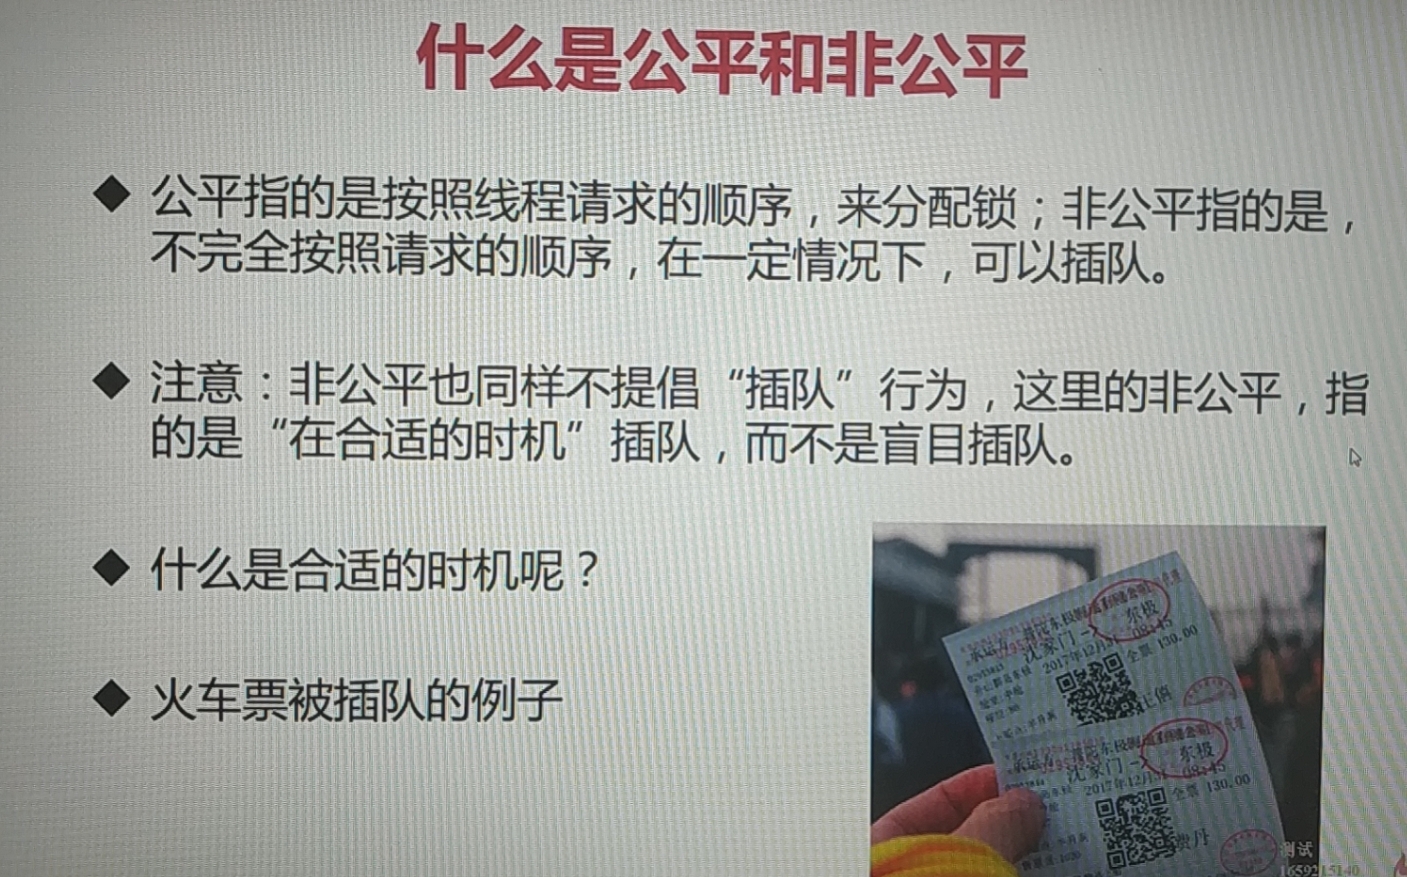 什么是公平和非公平
◆ 公平指的是按照线程请求的顺序，来分配锁；非公平指的是，
不完全按照请求的顺序，在一定情况下，可以插队。
◆ 注意：非公平也同样不提倡“插队”行为，这里的非公平，指
的是“在合适的时机”插队，而不是盲目插队。
◆ 什么是合适的时机呢？
◆ 火车票被插队的例子
东极
沈家门
08:45
2017年12月31
全票 130.00
东极
沈家门
08:45
2017年12月31
全票 130.00
测试